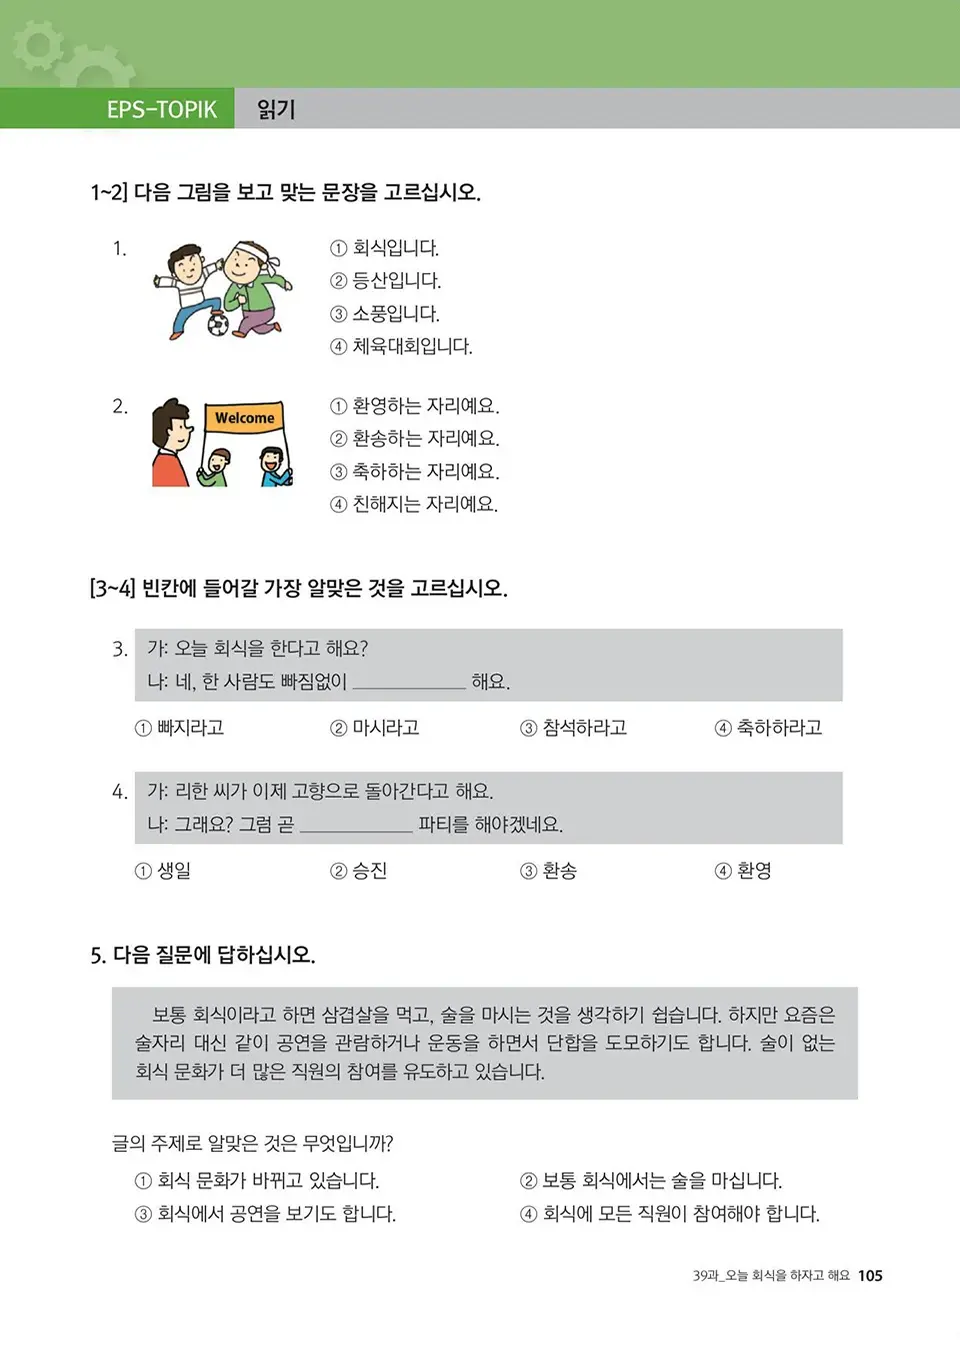 EPS-TOPIK 읽기
1~2] 다음 그림을 보고 맞는 문장을 고르십시오.
1.
① 회식입니다.
② 등산입니다.
③ 소풍입니다.
④ 체육대회입니다.
2.
Welcome
① 환영하는 자리예요.
② 환송하는 자리예요.
③ 축하하는 자리예요.
④ 친해지는 자리예요.
[3~4] 빈칸에 들어갈 가장 알맞은 것을 고르십시오.
3. 가: 오늘 회식을 한다고 해요?
나: 네, 한 사람도 빠짐없이 ____________ 해요.
① 빠지라고 ② 마시라고 ③ 참석하라고 ④ 축하하라고
4. 가: 리한 씨가 이제 고향으로 돌아간다고 해요.
나: 그래요? 그럼 곧 ____________ 파티를 해야겠네요.
① 생일 ② 승진 ③ 환송 ④ 환영
5. 다음 질문에 답하십시오.
보통 회식이라고 하면 삼겹살을 먹고, 술을 마시는 것을 생각하기 쉽습니다. 하지만 요즘은
술자리 대신 같이 공연을 관람하거나 운동을 하면서 단합을 도모하기도 합니다. 술이 없는
회식 문화가 더 많은 직원의 참여를 유도하고 있습니다.
글의 주제로 알맞은 것은 무엇입니까?
① 회식 문화가 바뀌고 있습니다. ② 보통 회식에서는 술을 마십니다.
③ 회식에서 공연을 보기도 합니다. ④ 회식에 모든 직원이 참여해야 합니다.
39과_오늘 회식을 하자고 해요 105